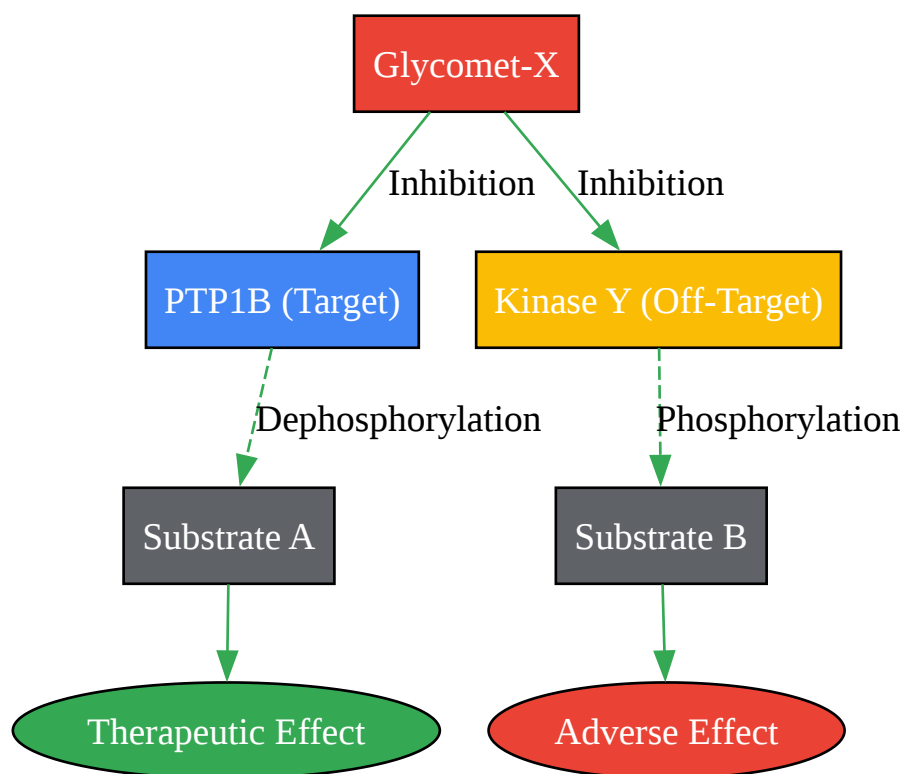 Glycomet-X
Inhibition
Inhibition
PTP1B (Target)
Kinase Y (Off-Target)
Dephosphorylation
Phosphorylation
Substrate A
Substrate B
Therapeutic Effect
Adverse Effect